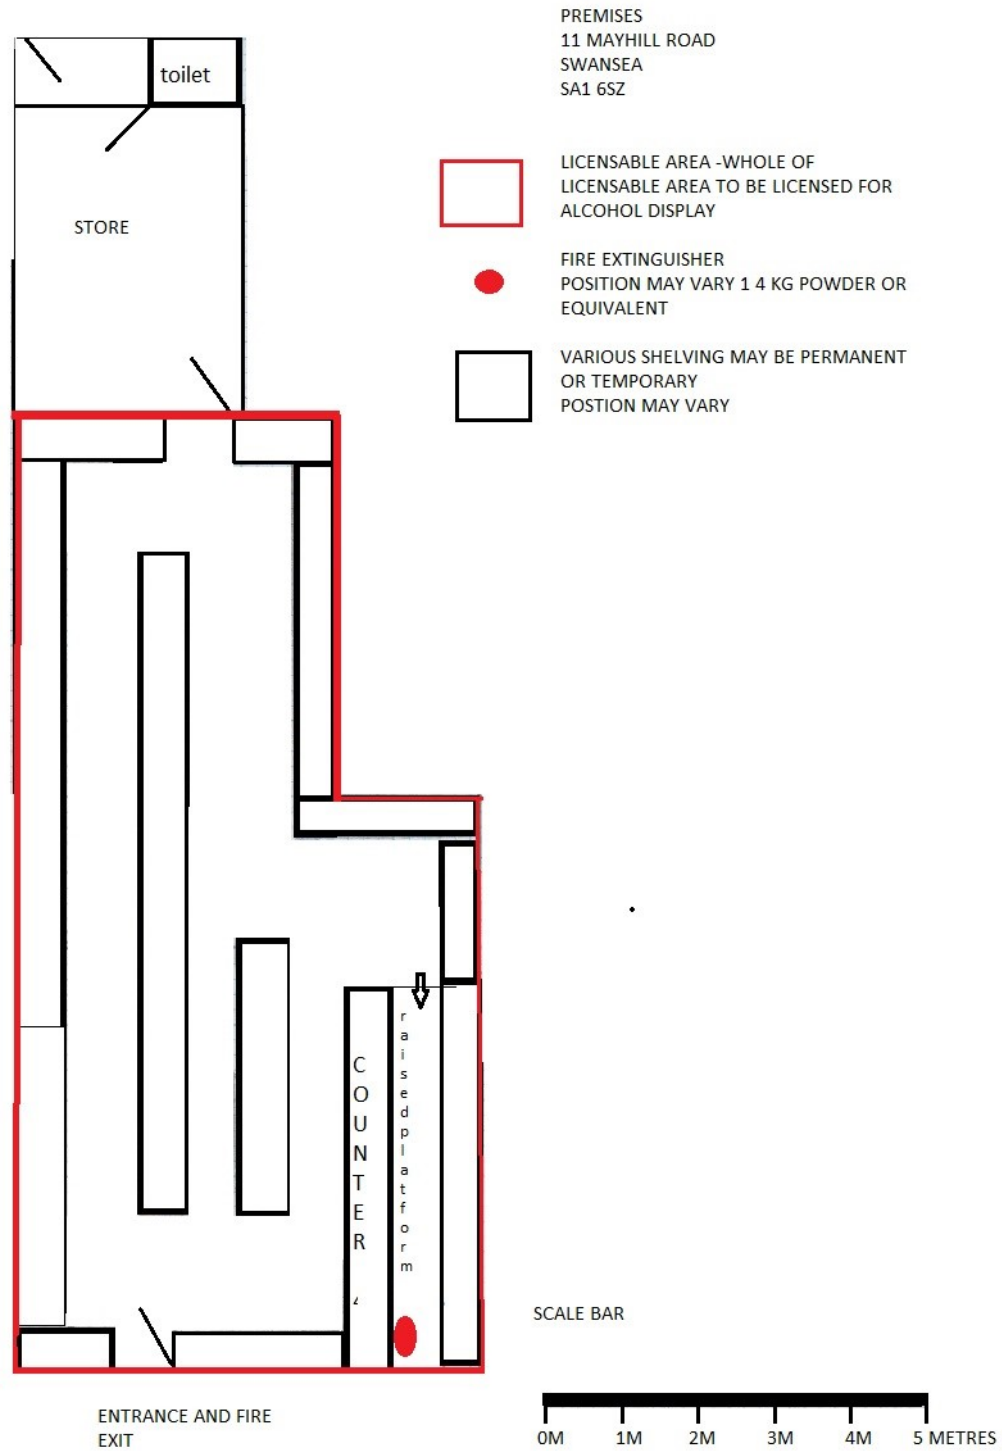 PREMISES
11 MAYHILL ROAD
SWANSEA
SA1 6SZ
toilet
LICENSABLE AREA -WHOLE OF
LICENSABLE AREA TO BE LICENSED FOR
ALCOHOL DISPLAY
STORE
FIRE EXTINGUISHER
POSITION MAY VARY 1 4 KG POWDER OR
EQUIVALENT
VARIOUS SHELVING MAY BE PERMANENT
OR TEMPORARY
POSTION MAY VARY
COUNTER
raisedplatform
SCALE BAR
ENTRANCE AND FIRE
EXIT
0M 1M 2M 3M 4M 5 METRES